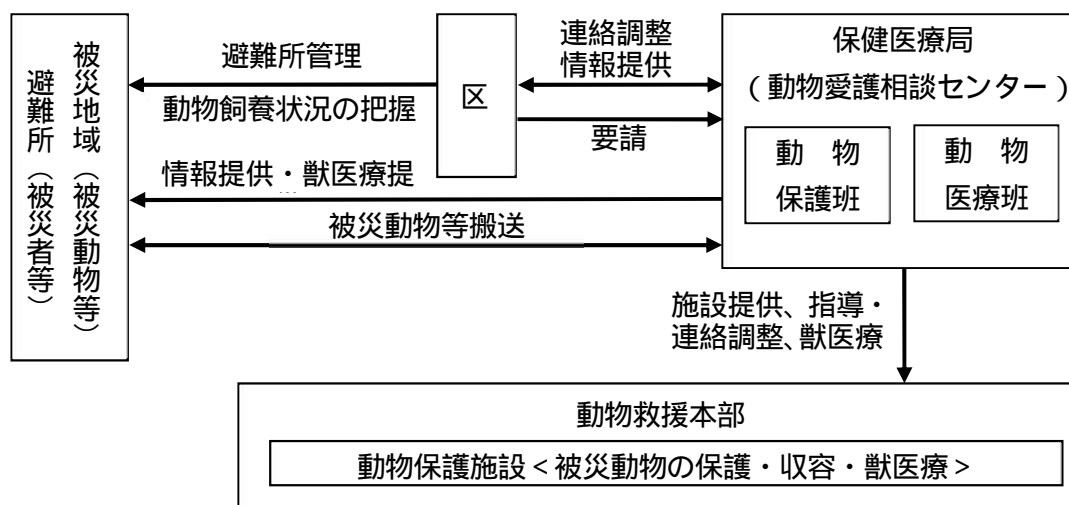 被災地域（被災動物等）
避難所（被災者等）
避難所管理
動物飼養状況の把握
区
連絡調整
情報提供
要請
情報提供・獣医療提
被災動物等搬送
保健医療局
（動物愛護相談センター）
動　物
保護班
動　物
医療班
施設提供、指導・
連絡調整、獣医療
動物救援本部
動物保護施設＜被災動物の保護・収容・獣医療＞